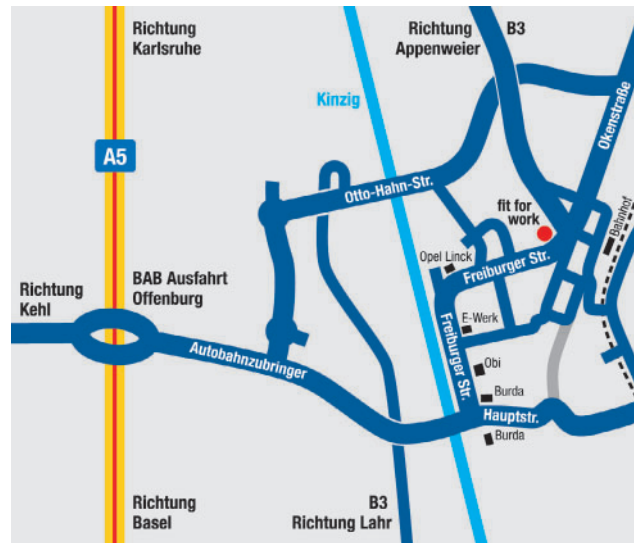 Richtung
Karlsruhe
Richtung
Appenweier
B3
Kinzig
Okenstraße
A5
Otto-Hahn-Str.
fit for
work
Bahnhof
Opel Linck
Freiburger Str.
Richtung
Kehl
BAB Ausfahrt
Offenburg
E-Werk
Freiburger Str.
Autobahnzubringer
Obi
Burda
Hauptstr.
Burda
Richtung
Basel
B3
Richtung Lahr